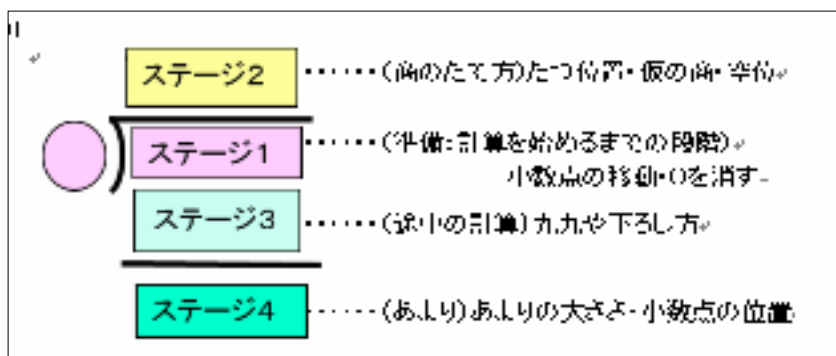 ステージ2 ……(商のたて方)たつ位置・仮の商・空位
ステージ1 ……(準備:計算を始めるまでの段階)
小数点の移動・0を消す
ステージ3 ……(途中の計算)九九や下ろし方
ステージ4 ……(あまり)あまりの大きさ・小数点の位置